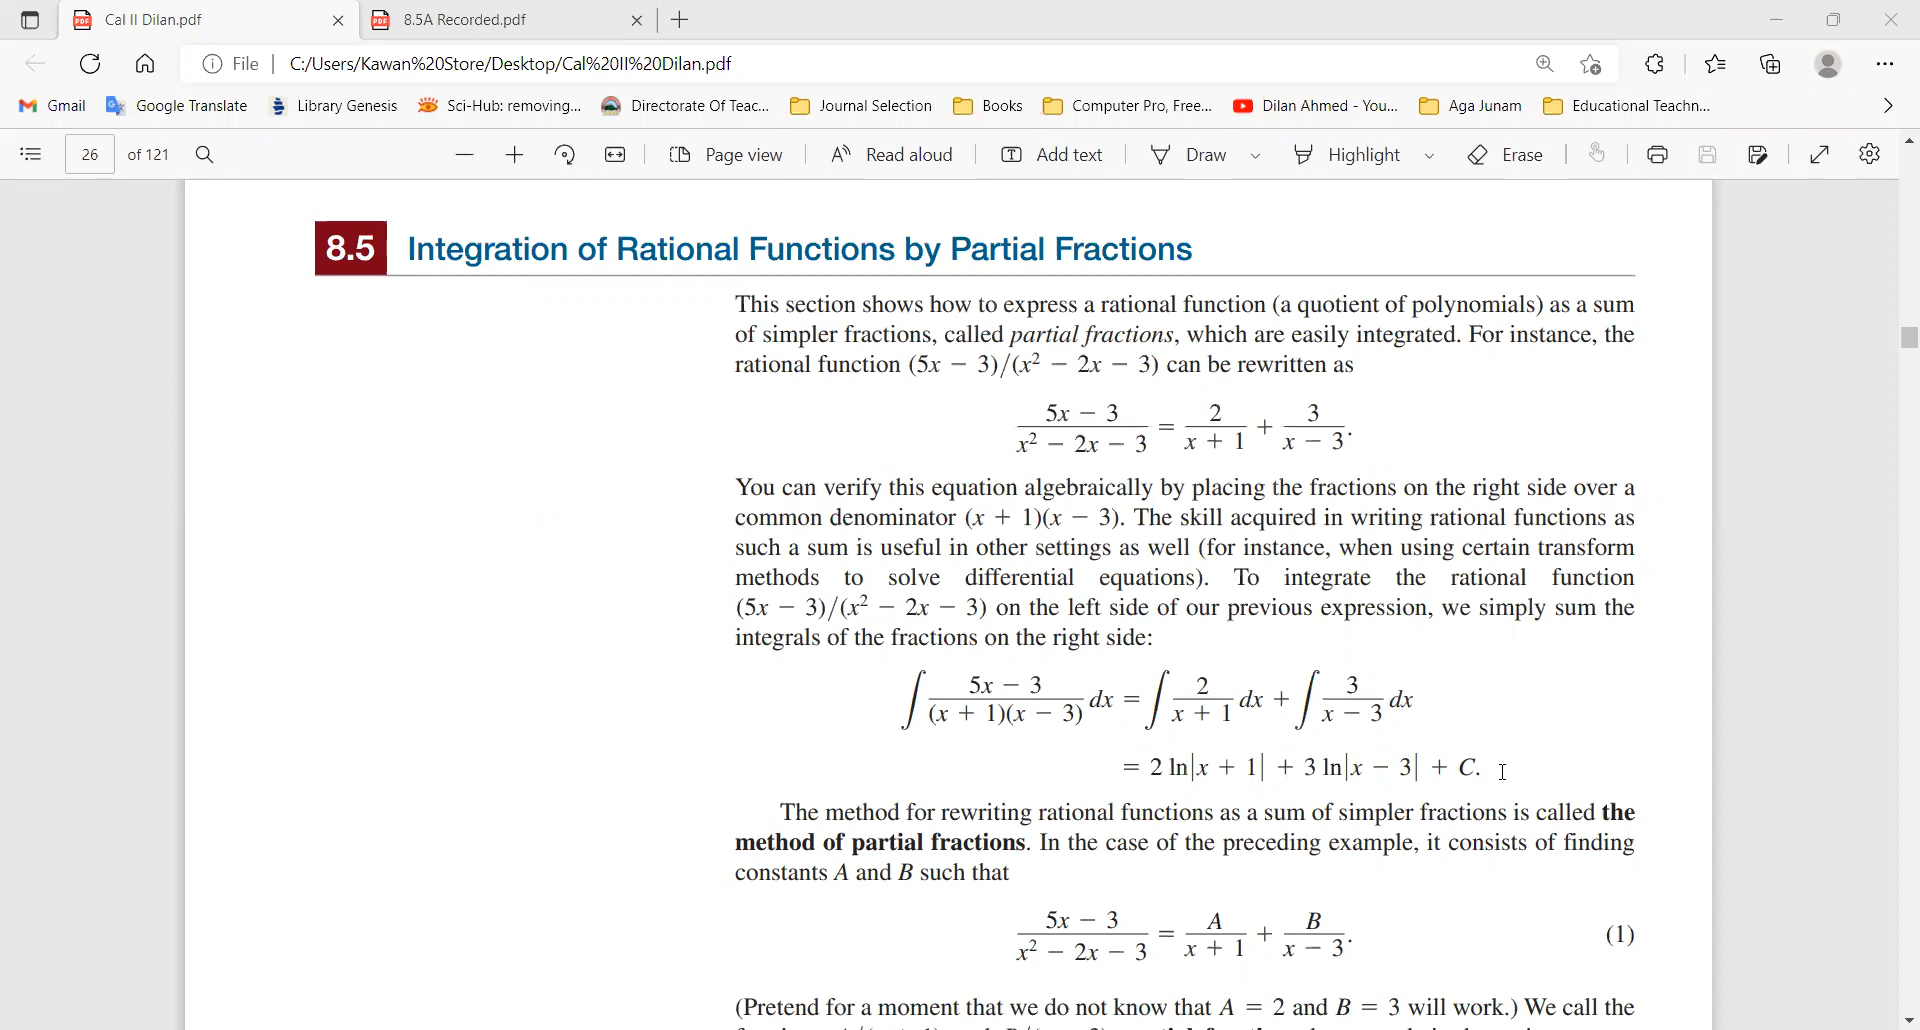 Cal II Dilan.pdf
8.5A Recorded.pdf
File
C:/Users/Kawan%20Store/Desktop/Cal%20II%20Dilan.pdf
Gmail Google Translate Library Genesis Sci-Hub: removing... Directorate Of Teac... Journal Selection Books Computer Pro, Free... Dilan Ahmed - You... Aga Junam Educational Teachn...
26 of 121 Page view Read aloud Add text Draw Highlight Erase
8.5 Integration of Rational Functions by Partial Fractions
This section shows how to express a rational function (a quotient of polynomials) as a sum
of simpler fractions, called partial fractions, which are easily integrated. For instance, the
rational function (5x − 3)/(x² − 2x − 3) can be rewritten as
(5x − 3)/(x² − 2x − 3) = 2/(x + 1) + 3/(x − 3).
You can verify this equation algebraically by placing the fractions on the right side over a
common denominator (x + 1)(x − 3). The skill acquired in writing rational functions as
such a sum is useful in other settings as well (for instance, when using certain transform
methods to solve differential equations). To integrate the rational function
(5x − 3)/(x² − 2x − 3) on the left side of our previous expression, we simply sum the
integrals of the fractions on the right side:
∫ (5x − 3)/((x + 1)(x − 3)) dx = ∫ 2/(x + 1) dx + ∫ 3/(x − 3) dx
= 2 ln|x + 1| + 3 ln|x − 3| + C.
The method for rewriting rational functions as a sum of simpler fractions is called the
method of partial fractions. In the case of the preceding example, it consists of finding
constants A and B such that
(5x − 3)/(x² − 2x − 3) = A/(x + 1) + B/(x − 3). (1)
(Pretend for a moment that we do not know that A = 2 and B = 3 will work.) We call the